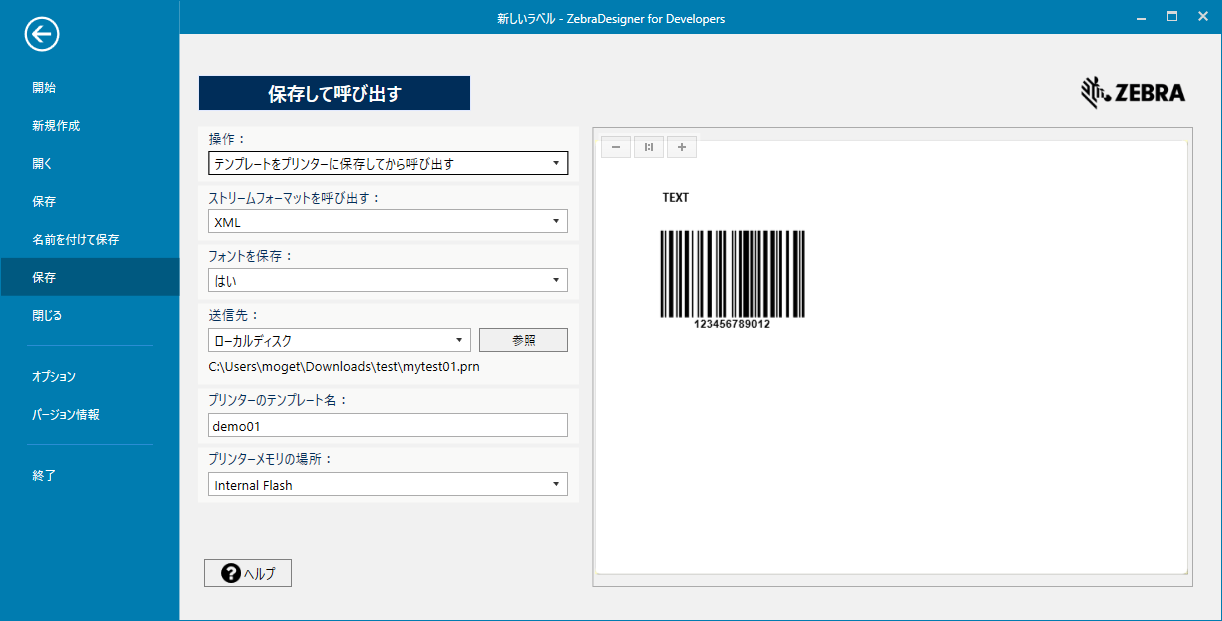 新しいラベル - ZebraDesigner for Developers
開始
新規作成
開く
保存
名前を付けて保存
保存
閉じる
オプション
バージョン情報
終了
保存して呼び出す
ZEBRA
操作：
テンプレートをプリンターに保存してから呼び出す
ストリームフォーマットを呼び出す：
XML
フォントを保存：
はい
送信先：
ローカルディスク
参照
C:\Users\moget\Downloads\test\mytest01.prn
プリンターのテンプレート名：
demo01
プリンターメモリの場所：
Internal Flash
ヘルプ
TEXT
123456789012